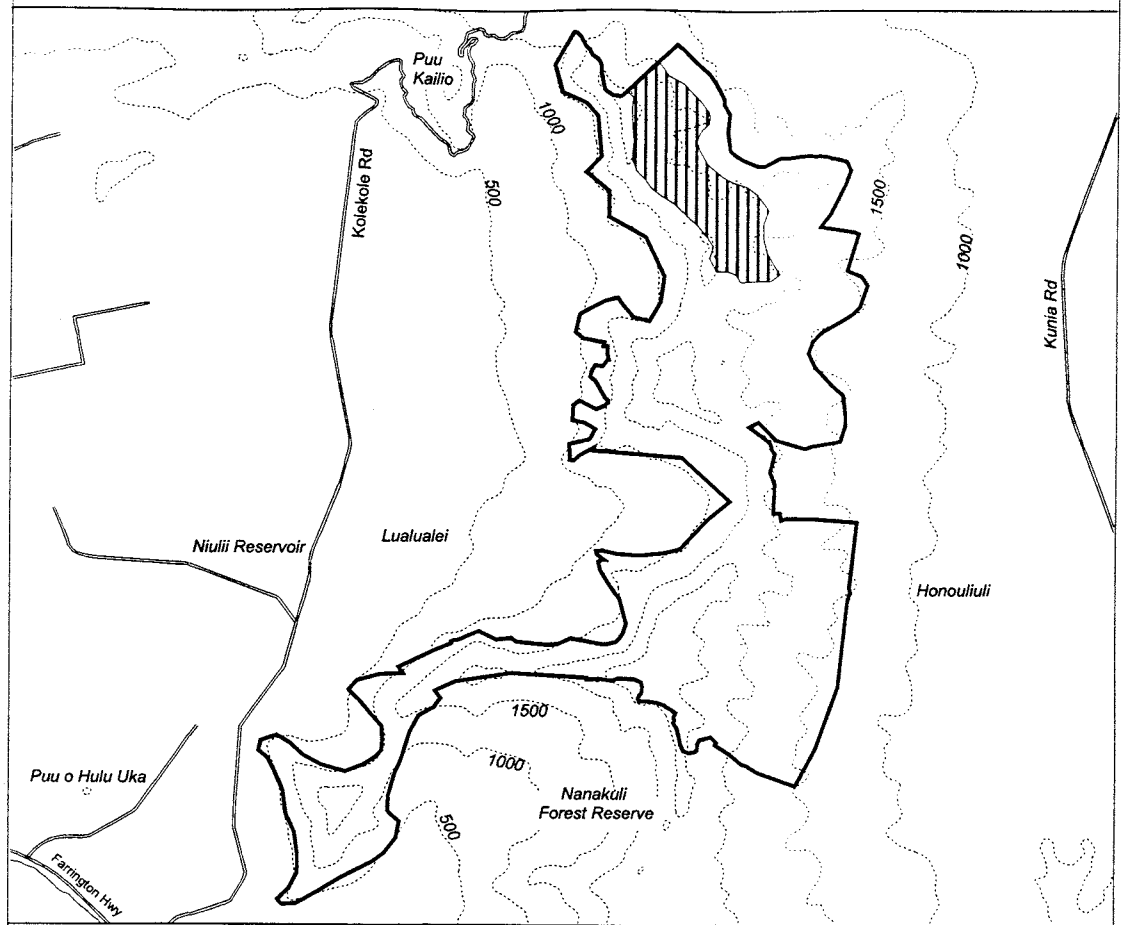 Puu
Kailio
1000
Kolekole Rd
500
1500
1000
Kunia Rd
Niulii Reservoir
Lualualei
Honouliuli
1500
1000
Puu o Hulu Uka
Nanakuli
Forest Reserve
500
Farrington Hwy